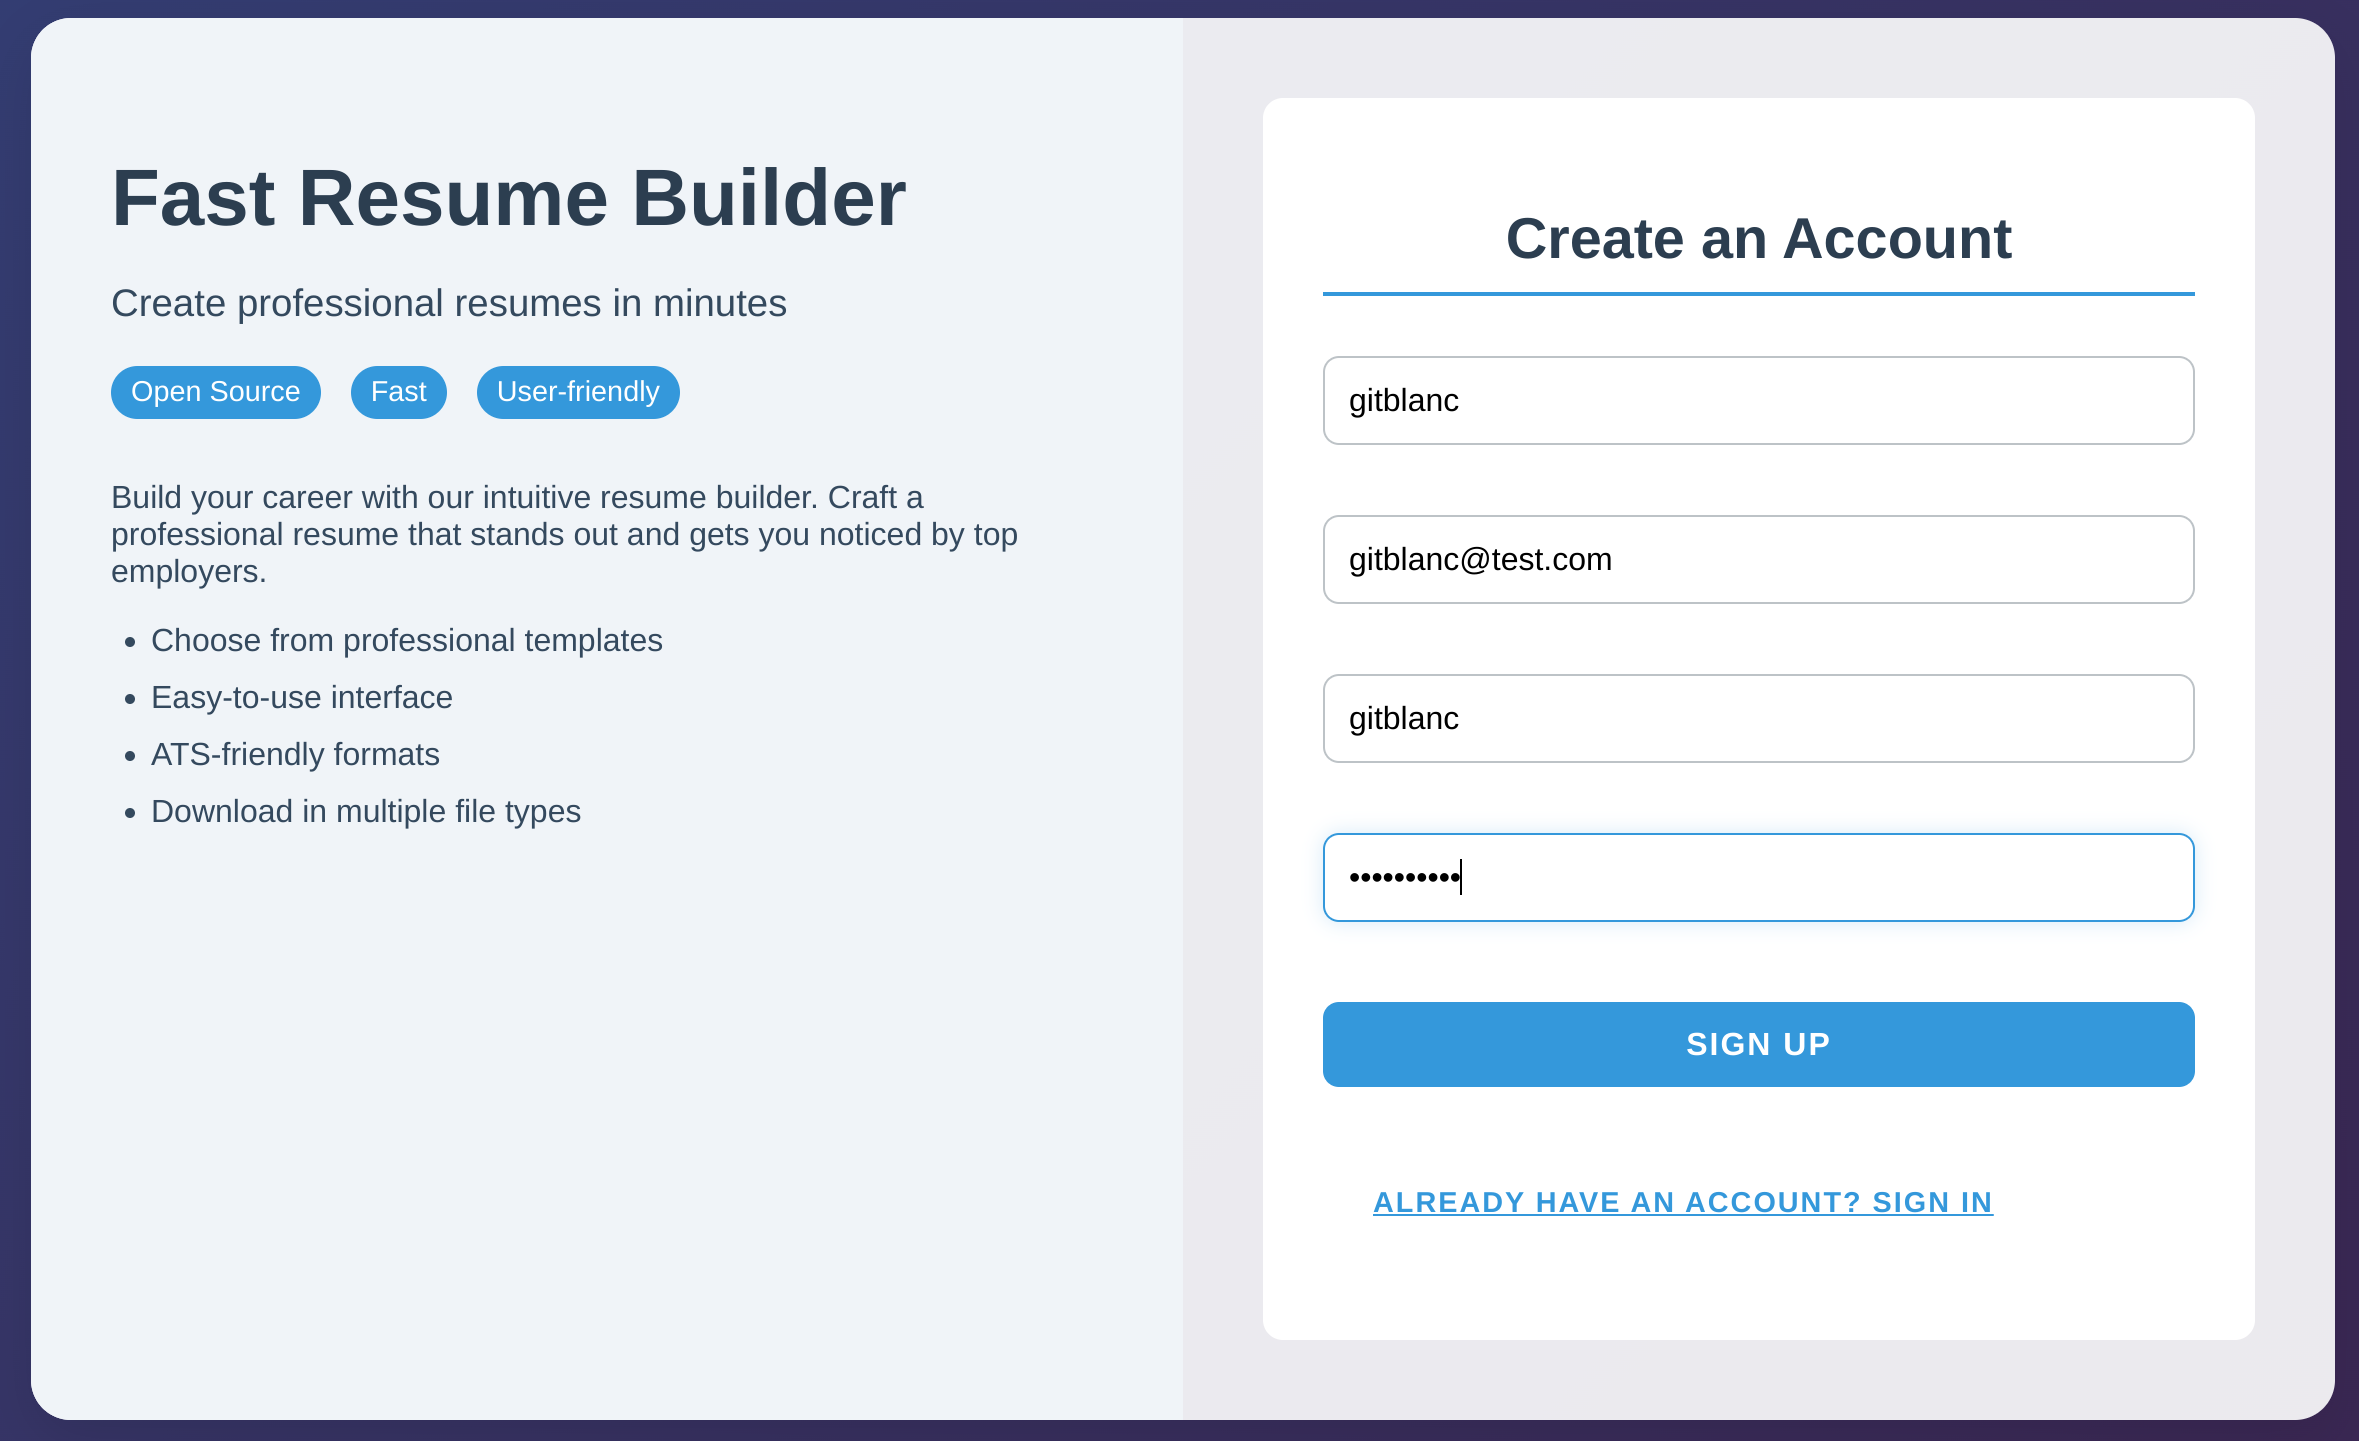 Fast Resume Builder
Create professional resumes in minutes
Open Source Fast User-friendly
Build your career with our intuitive resume builder. Craft a
professional resume that stands out and gets you noticed by top
employers.
• Choose from professional templates
• Easy-to-use interface
• ATS-friendly formats
• Download in multiple file types
Create an Account
gitblanc
gitblanc@test.com
gitblanc
••••••••••
SIGN UP
ALREADY HAVE AN ACCOUNT? SIGN IN